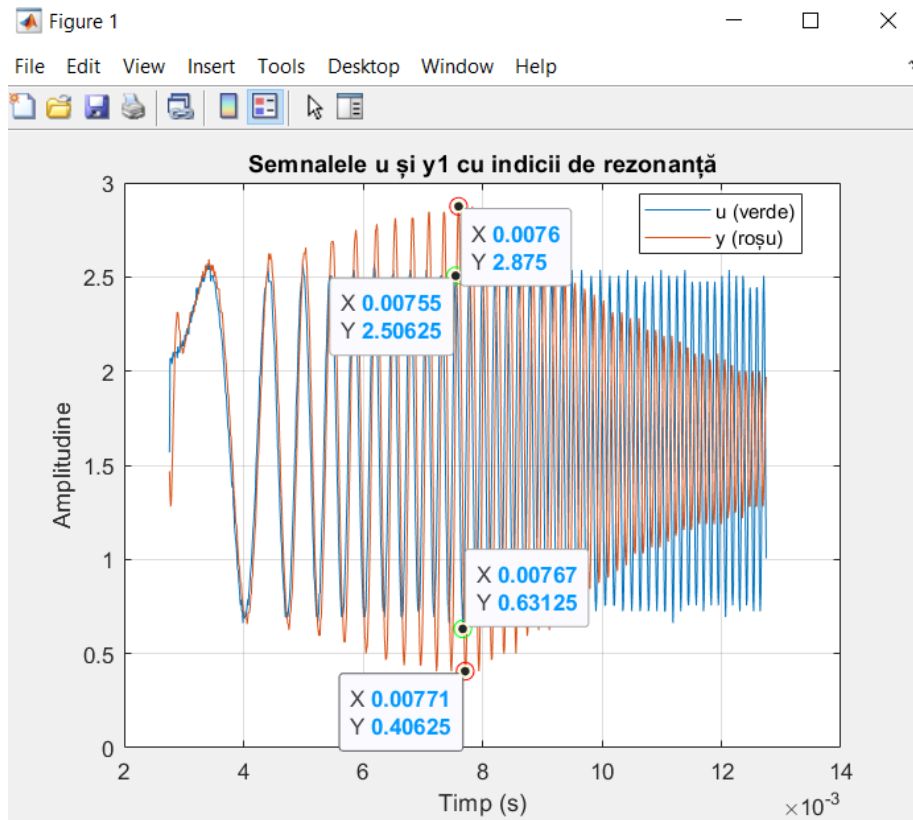 Figure 1
File Edit View Insert Tools Desktop Window Help
Semnalele u și y1 cu indicii de rezonanță
3
2.5
2
1.5
1
0.5
0
Amplitudine
u (verde)
y (roșu)
X 0.0076
Y 2.875
X 0.00755
Y 2.50625
X 0.00767
Y 0.63125
X 0.00771
Y 0.40625
2 4 6 8 10 12 14
Timp (s)
×10⁻³